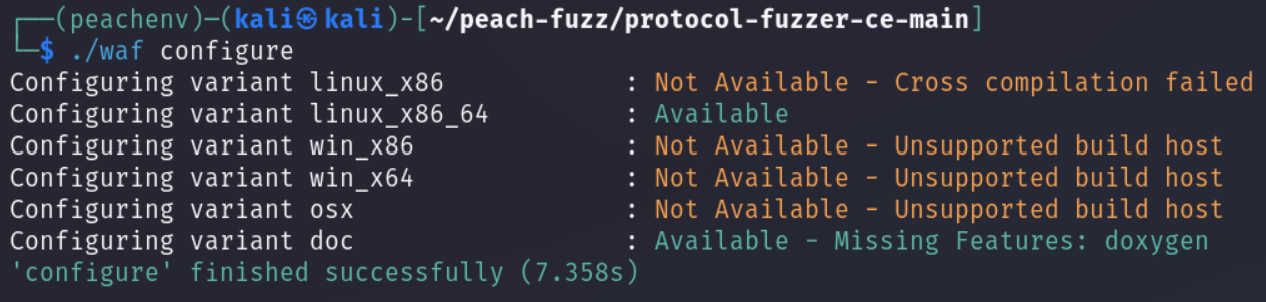 ┌──(peachenv)─(kali㉿kali)-[~/peach-fuzz/protocol-fuzzer-ce-main]
└─$ ./waf configure
Configuring variant linux_x86 : Not Available - Cross compilation failed
Configuring variant linux_x86_64 : Available
Configuring variant win_x86 : Not Available - Unsupported build host
Configuring variant win_x64 : Not Available - Unsupported build host
Configuring variant osx : Not Available - Unsupported build host
Configuring variant doc : Available - Missing Features: doxygen
'configure' finished successfully (7.358s)